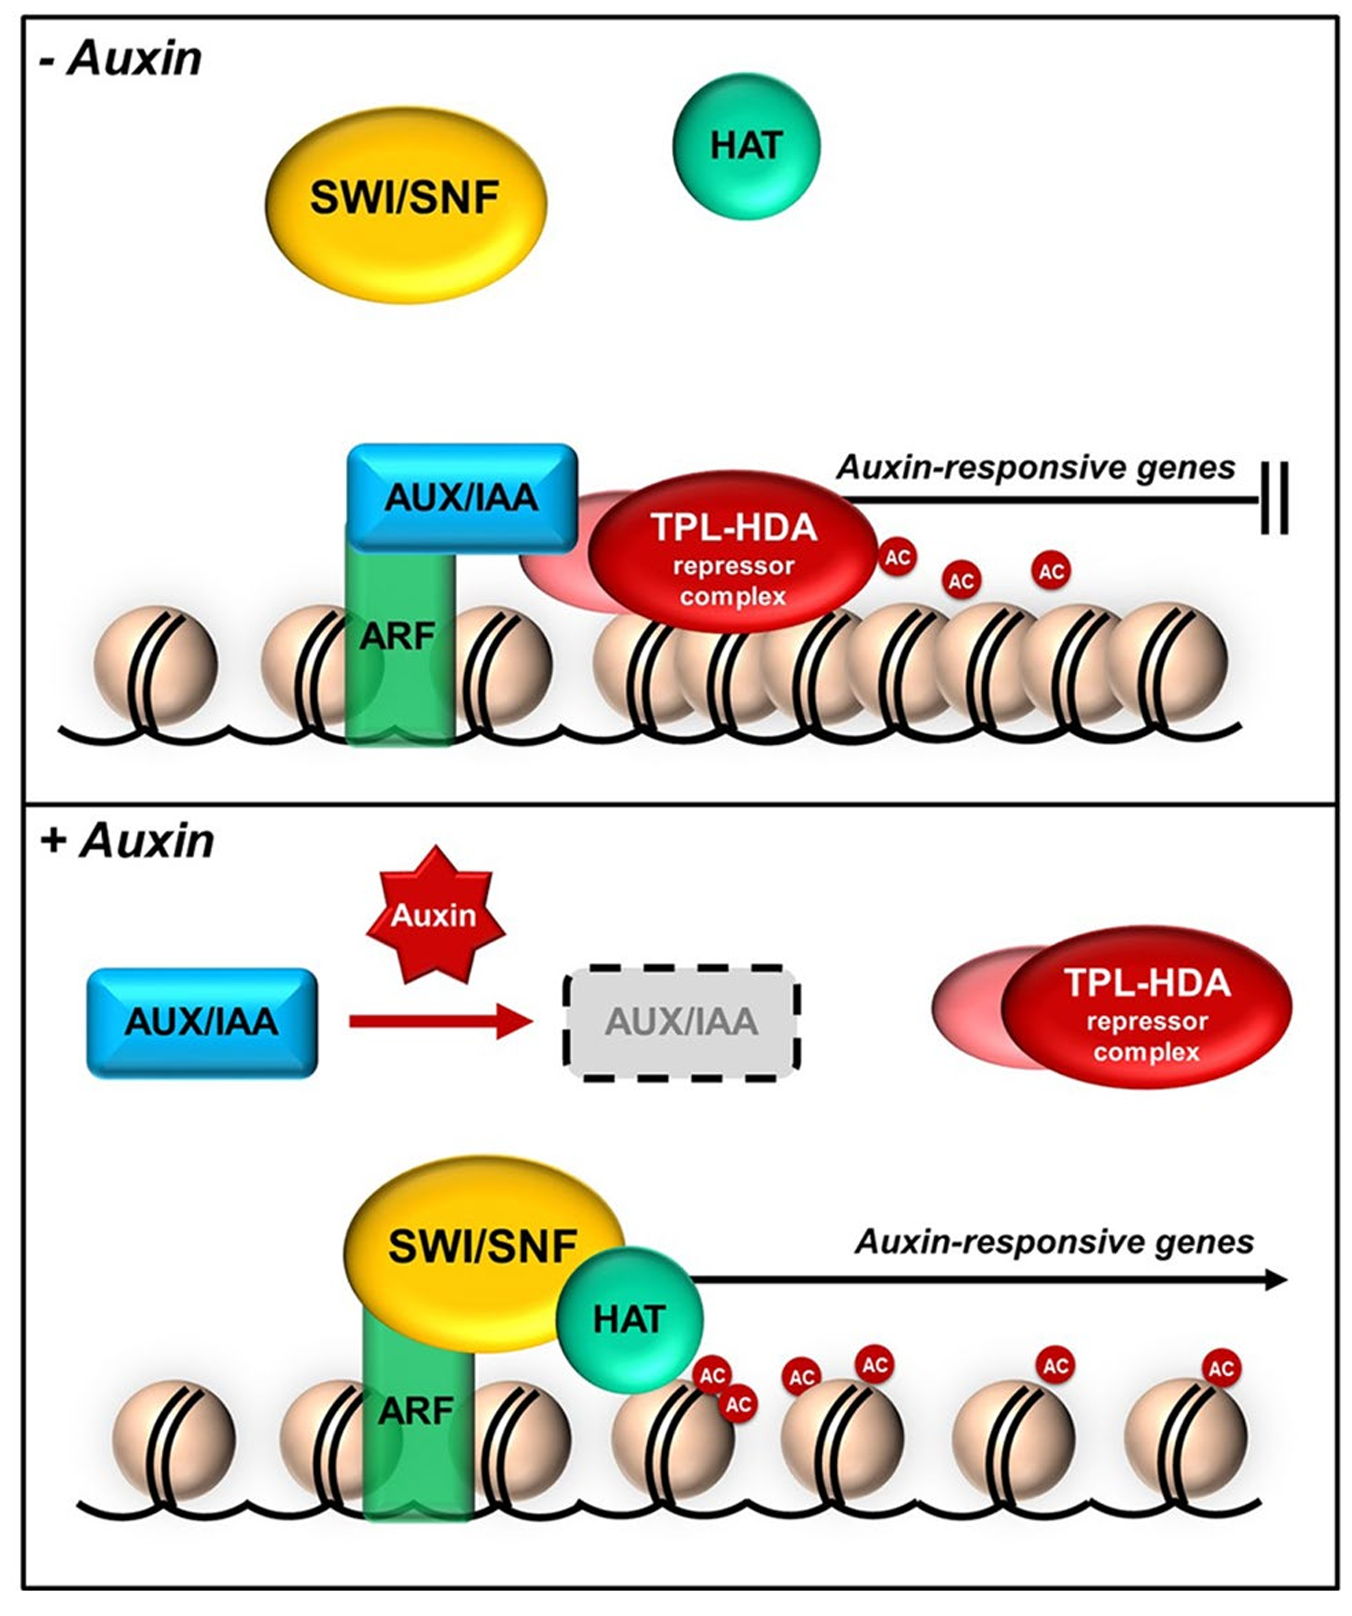 - Auxin
SWI/SNF
HAT
AUX/IAA
Auxin-responsive genes
TPL-HDA
repressor
complex
AC
AC
AC
ARF
+ Auxin
Auxin
AUX/IAA
AUX/IAA
TPL-HDA
repressor
complex
SWI/SNF
Auxin-responsive genes
HAT
AC
AC
AC
AC
AC
AC
ARF